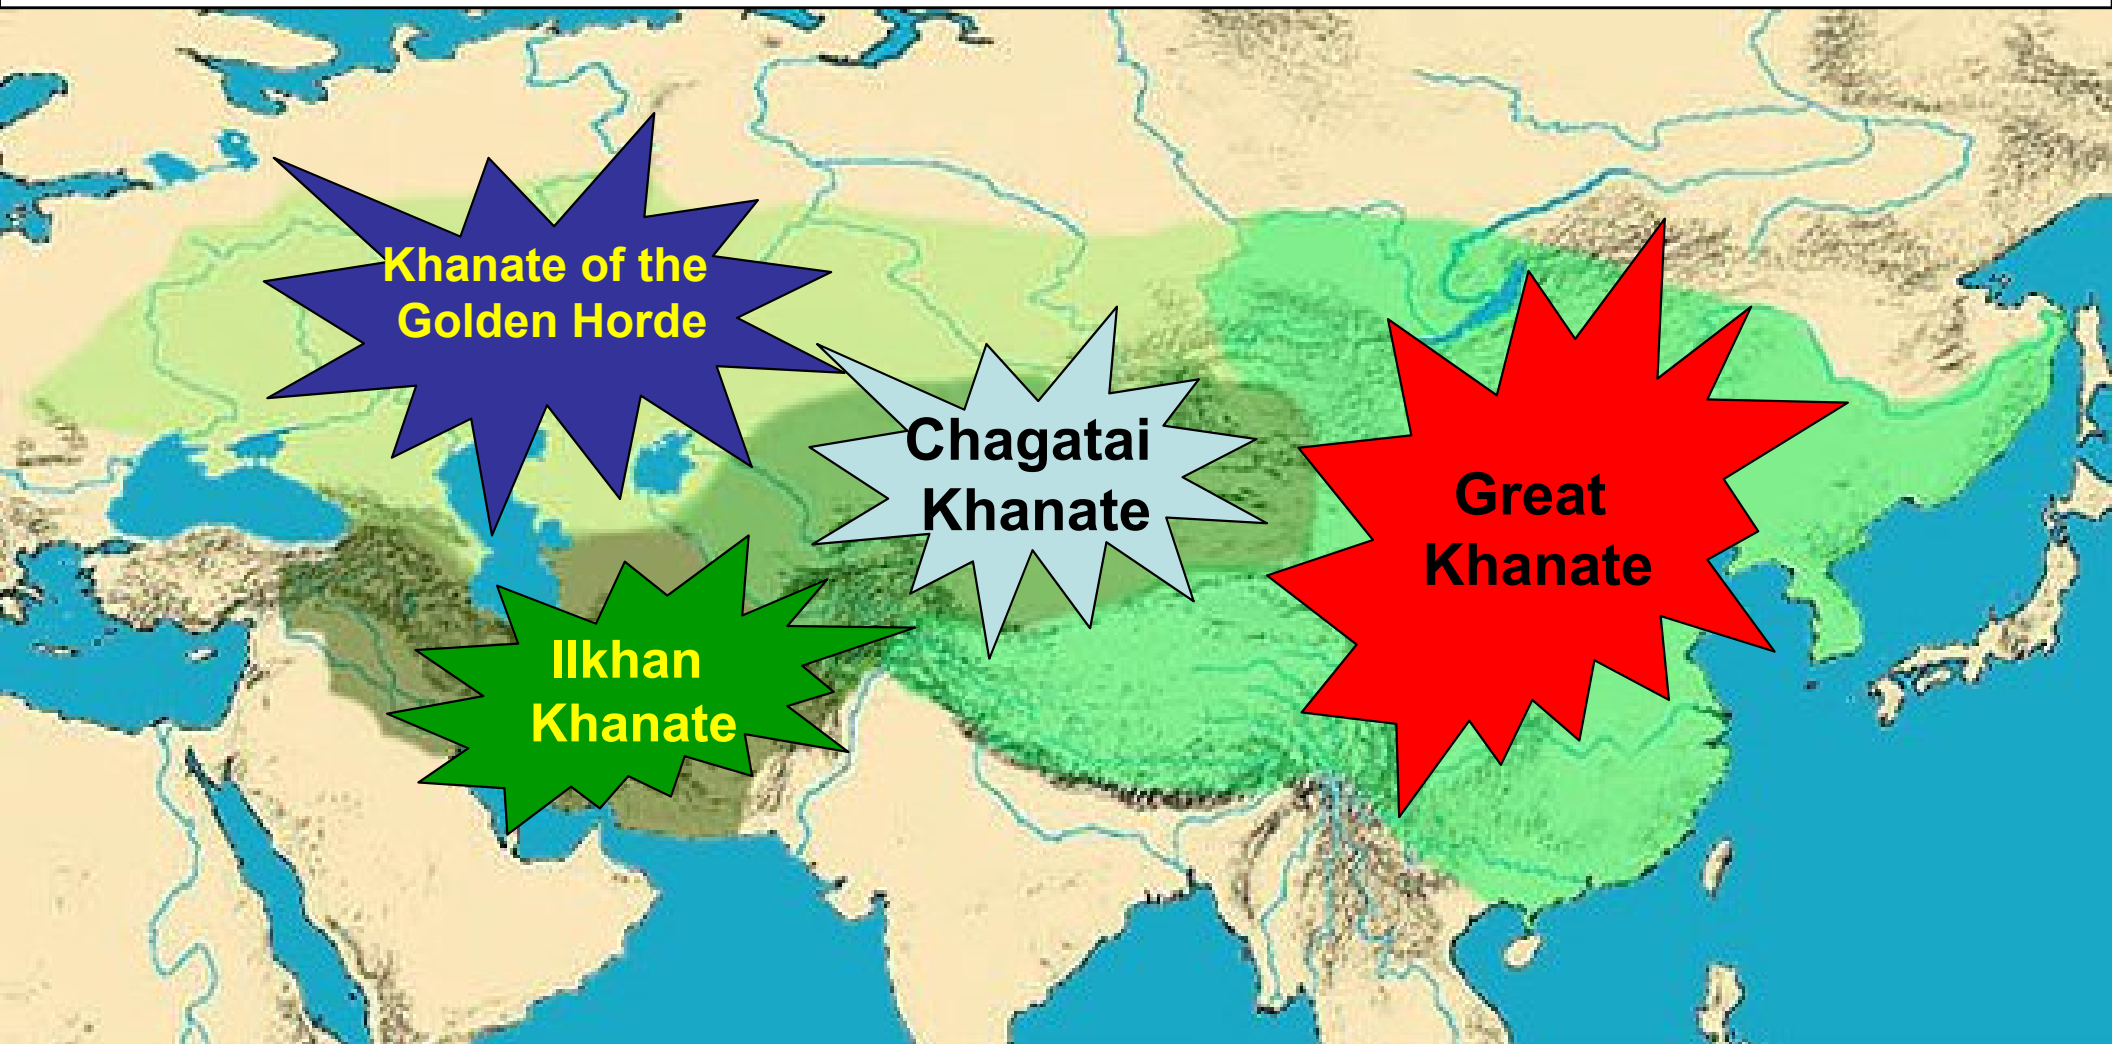 Khanate of the
Golden Horde
Chagatai
Khanate
Great
Khanate
Ilkhan
Khanate